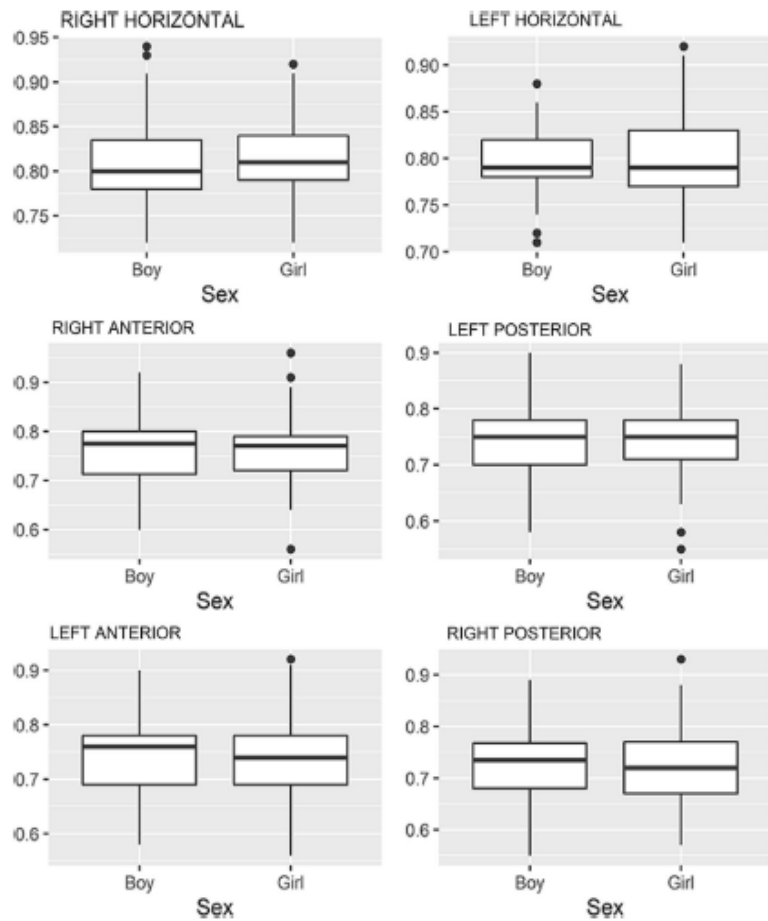 RIGHT HORIZONTAL
0.95
0.90
0.85
0.80
0.75
Boy Girl
Sex
LEFT HORIZONTAL
0.90
0.85
0.80
0.75
0.70
Boy Girl
Sex
RIGHT ANTERIOR
0.9
0.8
0.7
0.6
Boy Girl
Sex
LEFT POSTERIOR
0.9
0.8
0.7
0.6
Boy Girl
Sex
LEFT ANTERIOR
0.9
0.8
0.7
0.6
Boy Girl
Sex
RIGHT POSTERIOR
0.9
0.8
0.7
0.6
Boy Girl
Sex